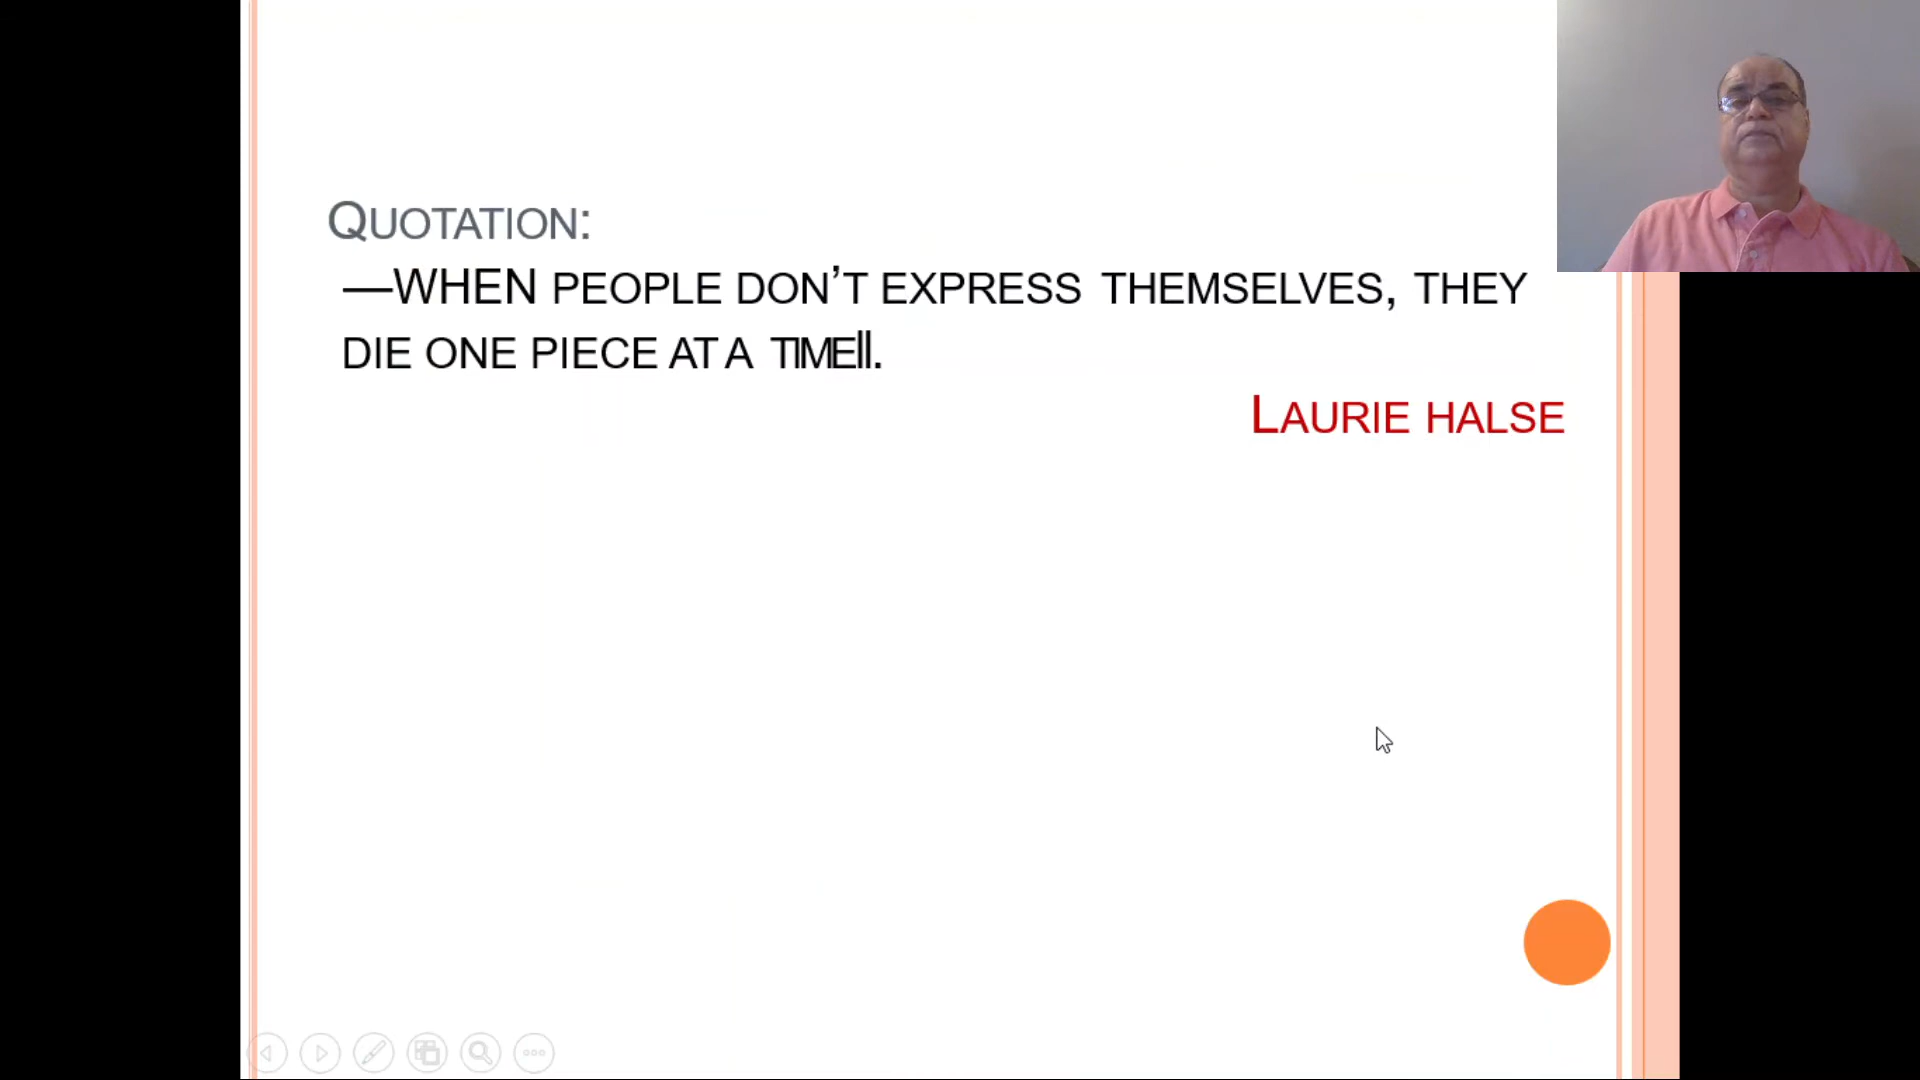 QUOTATION:
—WHEN PEOPLE DON’T EXPRESS THEMSELVES, THEY
DIE ONE PIECE AT A TIMEll.
LAURIE HALSE